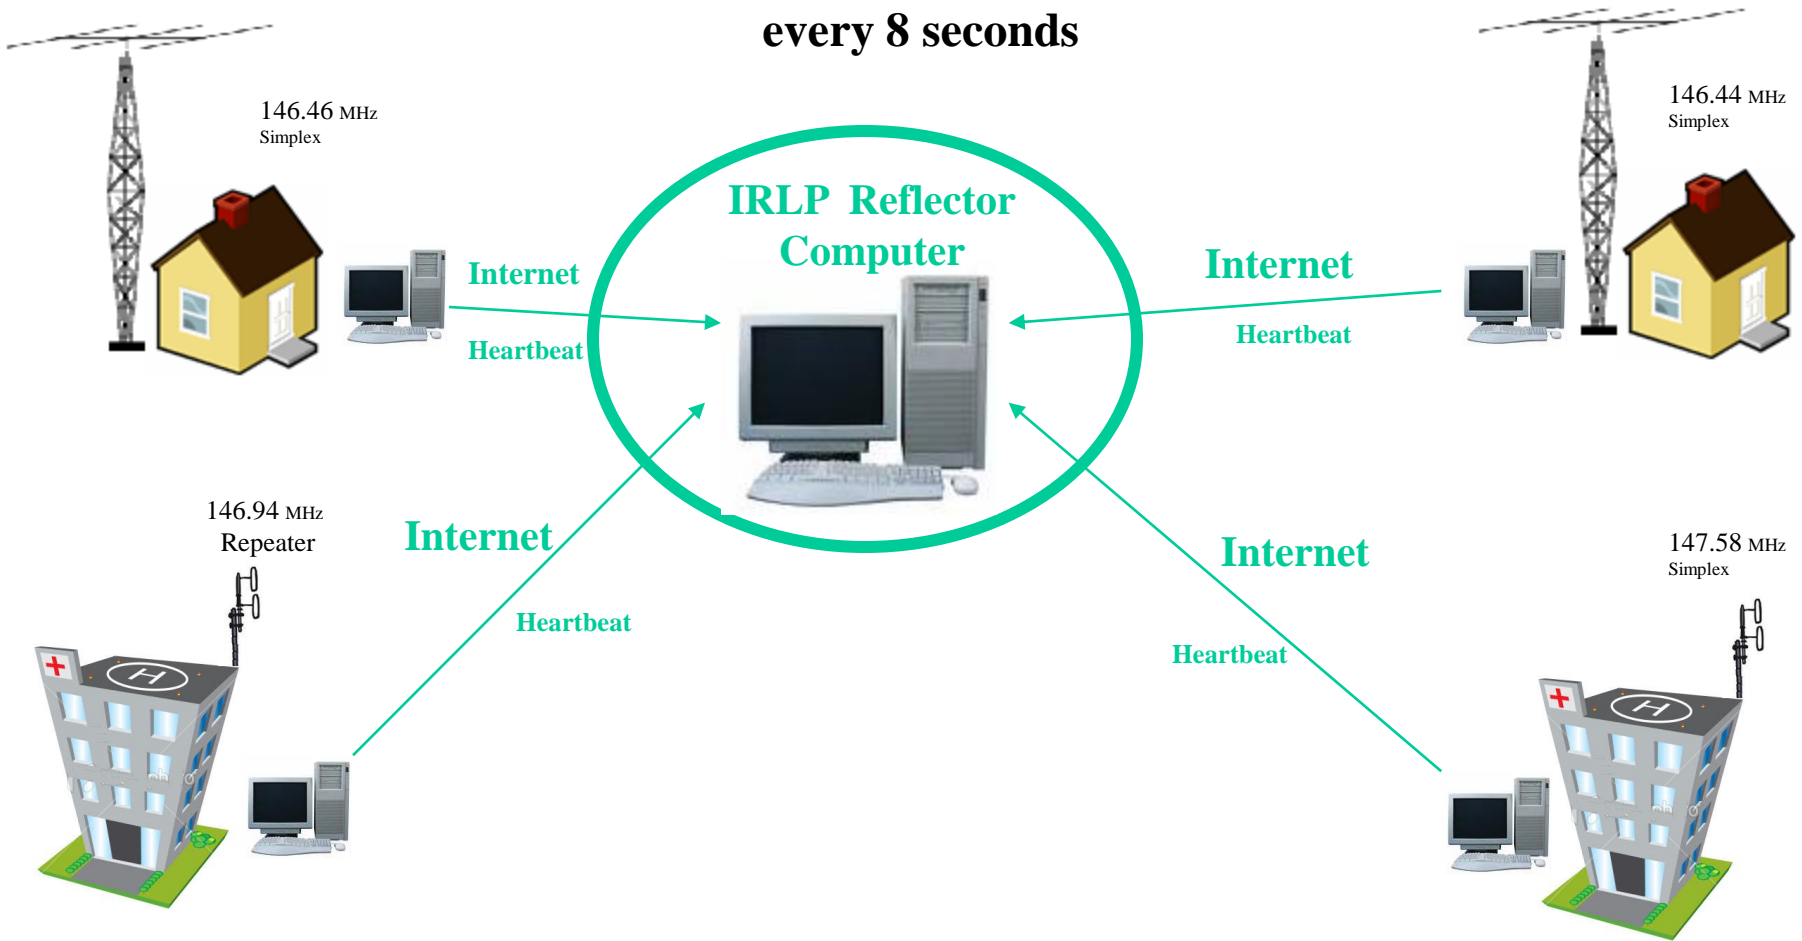 every 8 seconds
146.46 MHz
Simplex
146.44 MHz
Simplex
IRLP Reflector
Computer
Internet
Heartbeat
Internet
Heartbeat
146.94 MHz
Repeater
Internet
Heartbeat
Internet
Heartbeat
147.58 MHz
Simplex
H
H